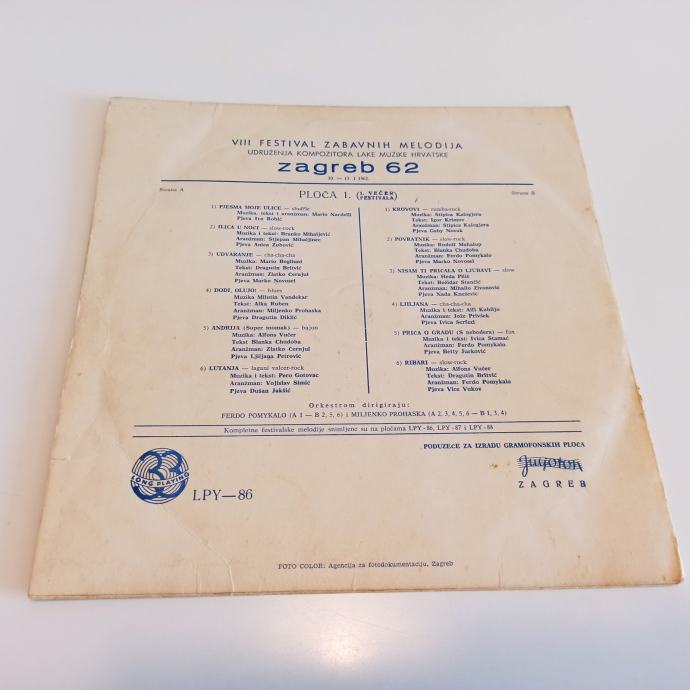 VIII FESTIVAL ZABAVNIH MELODIJA
UDRUŽENJA KOMPOZITORA LAKE MUZIKE HRVATSKE
zagreb 62
10. — 13. I 1962.
PLOČA 1. (1. VEČER FESTIVALA)
Strana A
1) PJESMA MOJE ULICE — shuffle
Muzika, tekst i aranžman: Mario Nardelli
Pjeva Ivo Robić
2) ILICA U NOĆI — slow-rock
Muzika i tekst: Branko Mihaljević
Aranžman: Stjepan Mihaljinec
Pjeva Anica Zubović
3) UDVARANJE — cha-cha-cha
Muzika: Mario Bogliuni
Tekst: Dragutin Britvić
Aranžman: Zlatko Černjul
Pjeva Marko Novosel
4) DOĐI, OLUJO! — blues
Muzika Milutin Vandekar
Tekst: Alka Ruben
Aranžman: Miljenko Prohaska
Pjeva Dragutin Diklić
5) ANDRIJA (Super momak) — bajon
Muzika: Alfons Vučer
Tekst Blanka Chudoba
Aranžman: Zlatko Černjul
Pjeva Ljiljana Petrović
6) LUTANJA — lagani valcer-rock
Muzika i tekst: Pero Gotovac
Aranžman: Vojislav Simić
Pjeva Dušan Jakšić
Strana B
1) KROVOVI — rumba-rock
Muzika: Stipica Kalogjera
Tekst: Igor Krimov
Aranžman: Stipica Kalogjera
Pjeva Gaby Novak
2) POVRATNIK — slow-rock
Muzika: Rudolf Muhalup
Tekst: Blanka Chudoba
Aranžman: Ferdo Pomykalo
Pjeva Marko Novosel
3) NISAM TI PRIČALA O LJUBAVI — slow
Muzika: Heda Piliš
Tekst: Božidar Stančić
Aranžman: Mihailo Živanović
Pjeva Nada Knežević
4) LJILJANA — cha-cha-cha
Muzika i tekst: Alfi Kabiljo
Aranžman: Jože Privšek
Pjeva Ivica Šerfezi
5) PRIČA O GRADU (S nebodera) — fox
Muzika i tekst: Ivica Stamać
Aranžman: Ferdo Pomykalo
Pjeva Betty Jurković
6) RIBARI — slow-rock
Muzika: Alfons Vučer
Tekst: Dragutin Britvić
Aranžman: Ferdo Pomykalo
Pjeva Vice Vukov
Orkestrom dirigiraju:
FERDO POMYKALO (A 1 — B 2, 5, 6) i MILJENKO PROHASKA (A 2, 3, 4, 5, 6 — B 1, 3, 4)
Kompletne festivalske melodije snimljene su na pločama LPY-86, LPY-87 i LPY-88
PODUZEĆE ZA IZRADU GRAMOFONSKIH PLOČA
Jugoton
ZAGREB
33
LONG PLAYING
LPY—86
FOTO COLOR: Agencija za fotodokumentaciju, Zagreb